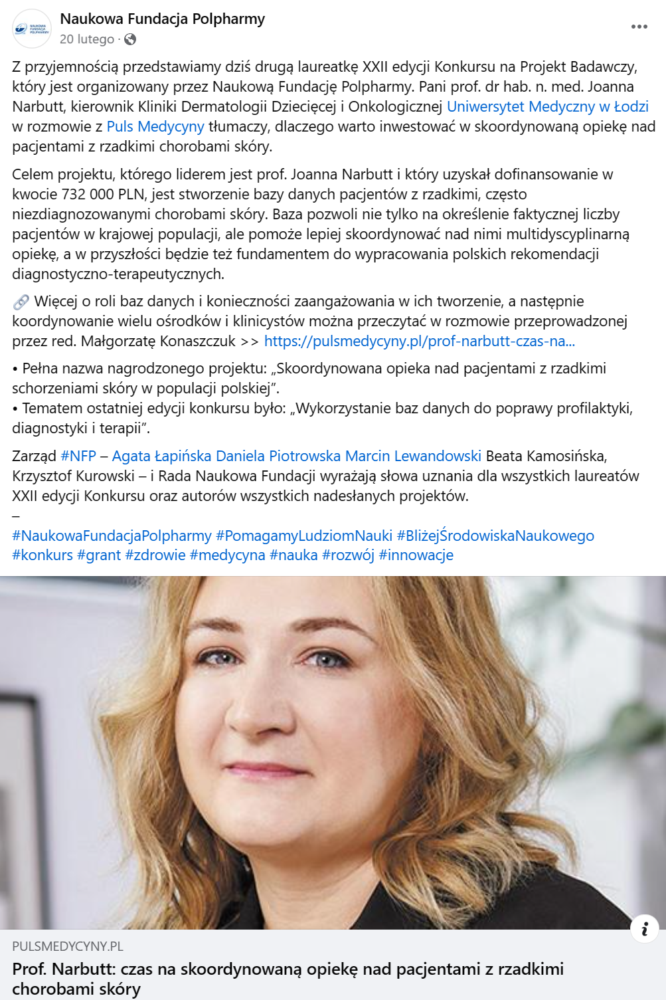 NAUKOWA
FUNDACJA
POLPHARMY
Naukowa Fundacja Polpharmy
20 lutego ·
Z przyjemnością przedstawiamy dziś drugą laureatkę XXII edycji Konkursu na Projekt Badawczy,
który jest organizowany przez Naukową Fundację Polpharmy. Pani prof. dr hab. n. med. Joanna
Narbutt, kierownik Kliniki Dermatologii Dziecięcej i Onkologicznej Uniwersytet Medyczny w Łodzi
w rozmowie z Puls Medycyny tłumaczy, dlaczego warto inwestować w skoordynowaną opiekę nad
pacjentami z rzadkimi chorobami skóry.
Celem projektu, którego liderem jest prof. Joanna Narbutt i który uzyskał dofinansowanie w
kwocie 732 000 PLN, jest stworzenie bazy danych pacjentów z rzadkimi, często
niezdiagnozowanymi chorobami skóry. Baza pozwoli nie tylko na określenie faktycznej liczby
pacjentów w krajowej populacji, ale pomoże lepiej skoordynować nad nimi multidyscyplinarną
opiekę, a w przyszłości będzie też fundamentem do wypracowania polskich rekomendacji
diagnostyczno-terapeutycznych.
🔗 Więcej o roli baz danych i konieczności zaangażowania w ich tworzenie, a następnie
koordynowanie wielu ośrodków i klinicystów można przeczytać w rozmowie przeprowadzonej
przez red. Małgorzatę Konaszczuk >> https://pulsmedycyny.pl/prof-narbutt-czas-na...
• Pełna nazwa nagrodzonego projektu: „Skoordynowana opieka nad pacjentami z rzadkimi
schorzeniami skóry w populacji polskiej”.
• Tematem ostatniej edycji konkursu było: „Wykorzystanie baz danych do poprawy profilaktyki,
diagnostyki i terapii”.
Zarząd #NFP – Agata Łapińska Daniela Piotrowska Marcin Lewandowski Beata Kamosińska,
Krzysztof Kurowski – i Rada Naukowa Fundacji wyrażają słowa uznania dla wszystkich laureatów
XXII edycji Konkursu oraz autorów wszystkich nadesłanych projektów.
–
#NaukowaFundacjaPolpharmy #PomagamyLudziomNauki #BliżejŚrodowiskaNaukowego
#konkurs #grant #zdrowie #medycyna #nauka #rozwój #innowacje
PULSMEDYCYNY.PL
Prof. Narbutt: czas na skoordynowaną opiekę nad pacjentami z rzadkimi
chorobami skóry